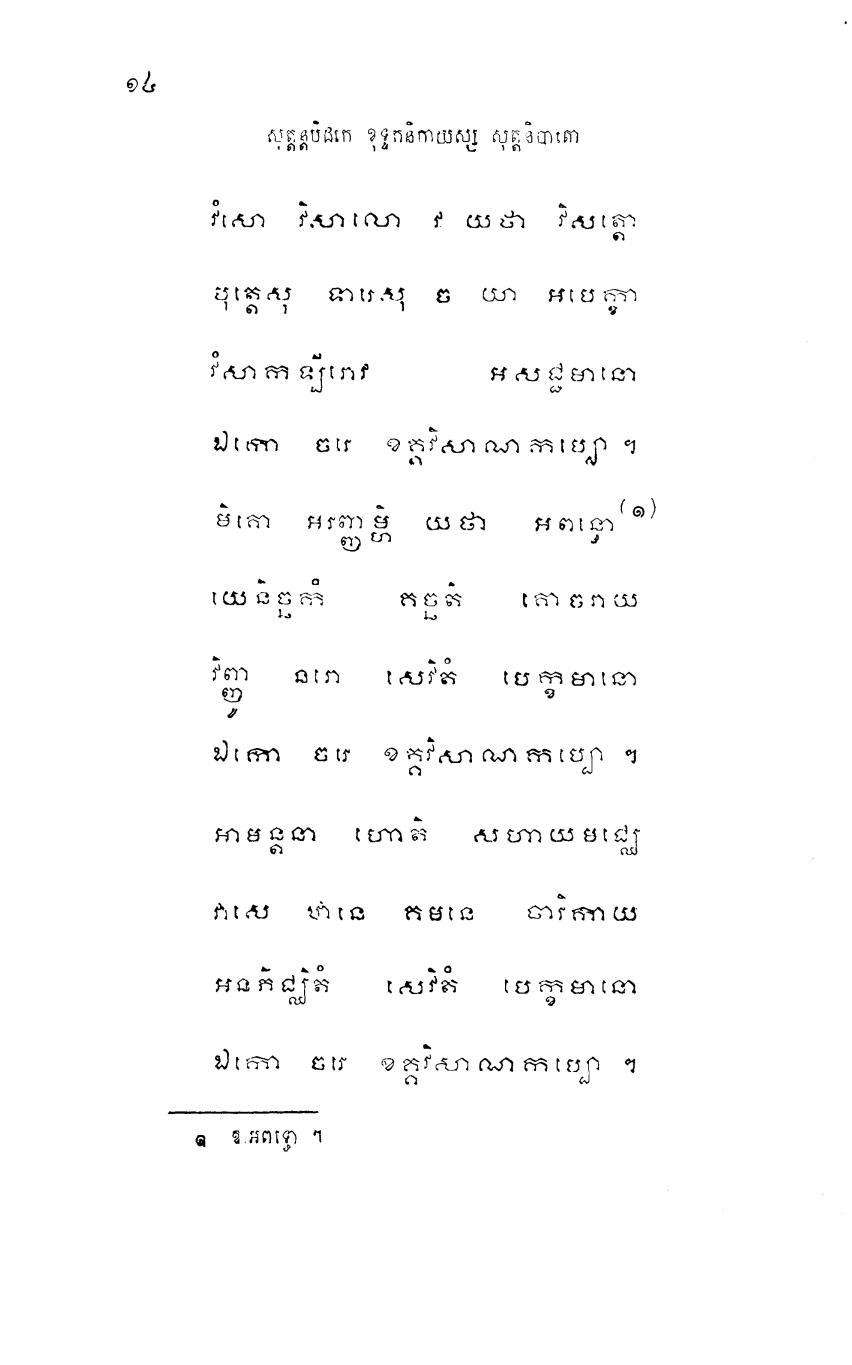 ១៤
សុត្តន្តបិដកេ ខុទ្ទកនិកាយស្ស សុត្តនិបាតោ
វំសោ វិសាលោ វ យថា វិសត្តោ
បុត្តេសុ ទារេសុ ច យា អបេក្ខា
វំសាកឡីរោវ អសជ្ជមានោ
ឯកោ ចរេ ខគ្គវិសាណកប្បោ ។
មិគោ អរញ្ញម្ហិ យថា អពន្ធោ (១)
យេនិច្ឆកំ គច្ឆតិ គោចរាយ
វិញ្ញូ នរោ សេរិតំ បេក្ខមានោ
ឯកោ ចរេ ខគ្គវិសាណកប្បោ ។
អាមន្តនា ហោតិ សហាយមជ្ឈេ
វាសេ ឋានេ គមនេ ចារិកាយ
អនភិជ្ឈិតំ សេរិតំ បេក្ខមានោ
ឯកោ ចរេ ខគ្គវិសាណកប្បោ ។
១ ឱ.អពទ្ធោ ។